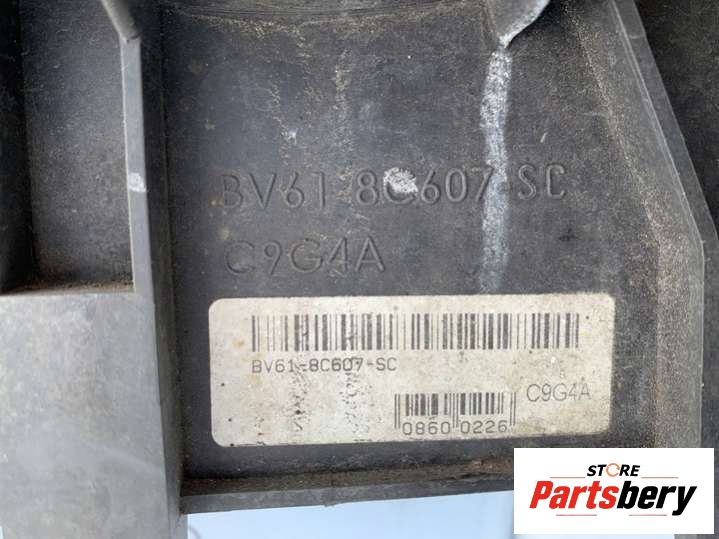 BV61-8C607-SC
C9G4A
BV61-8C607-SC
C9G4A
0860 0226
STORE
Partsbery